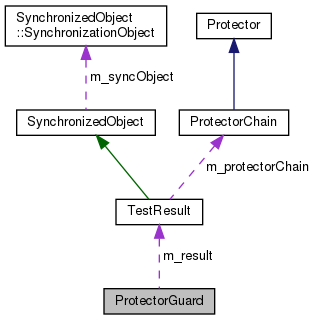 SynchronizedObject
::SynchronizationObject
Protector
m_syncObject
SynchronizedObject
ProtectorChain
m_protectorChain
TestResult
m_result
ProtectorGuard